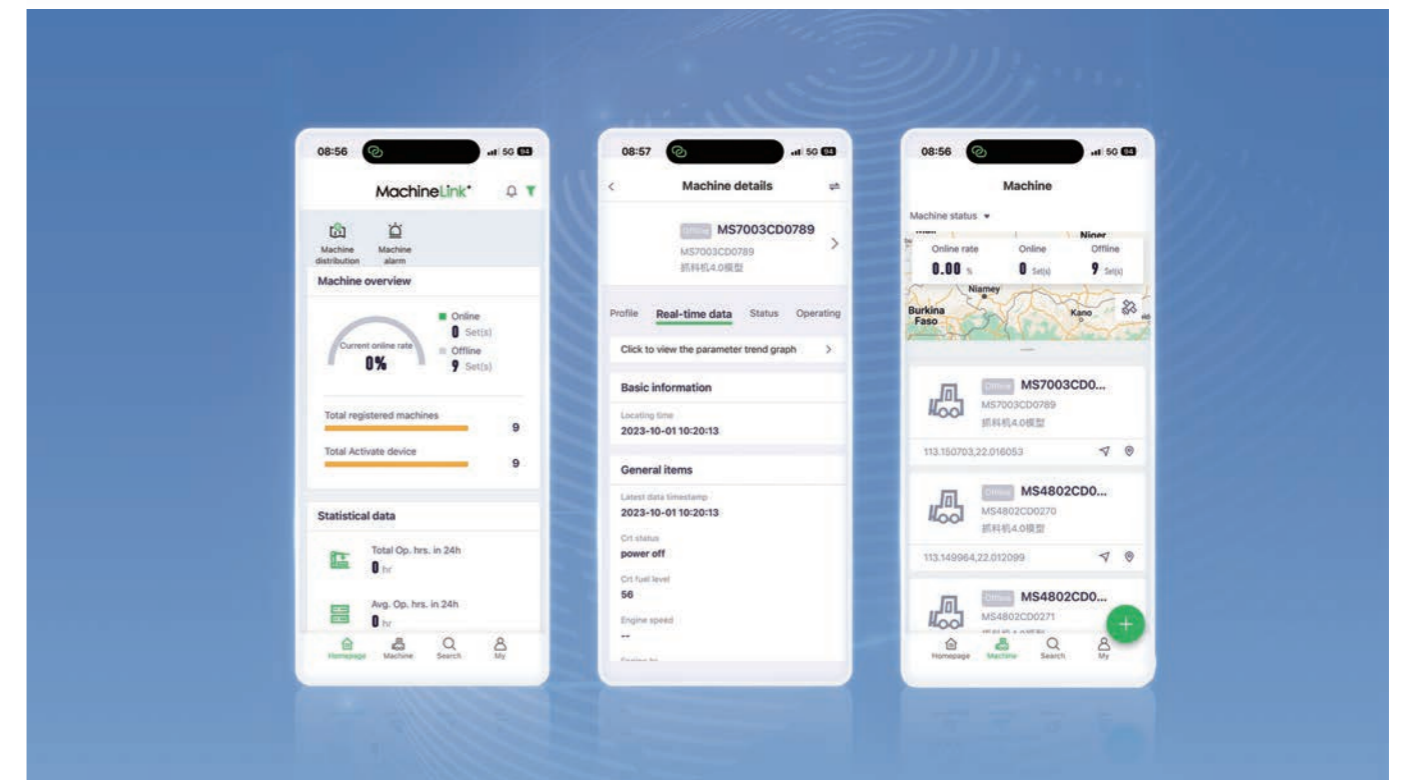 08:56
5G 94
MachineLink+
Machine distribution
Machine alarm
Machine overview
Current online rate
0%
Online
0 Set(s)
Offline
9 Set(s)
Total registered machines
9
Total Activate device
9
Statistical data
Total Op. hrs. in 24h
0 hr
Avg. Op. hrs. in 24h
0 hr
Homepage Machine Search My
08:57
5G 94
Machine details
Offline MS7003CD0789
MS7003CD0789
抓料机4.0模型
Profile Real-time data Status Operating
Click to view the parameter trend graph
Basic information
Locating time
2023-10-01 10:20:13
General items
Latest data timestamp
2023-10-01 10:20:13
Crt status
power off
Crt fuel level
56
Engine speed
--
08:56
5G 94
Machine
Machine status
Niger
Online rate Online Offline
0.00 % 0 Set(s) 9 Set(s)
Niamey
Burkina Faso
Kano
Offline MS7003CD0...
MS7003CD0789
抓料机4.0模型
113.150703,22.016053
Offline MS4802CD0...
MS4802CD0270
抓料机4.0模型
113.149964,22.012099
Offline MS4802CD0...
MS4802CD0271
Homepage Machine Search My